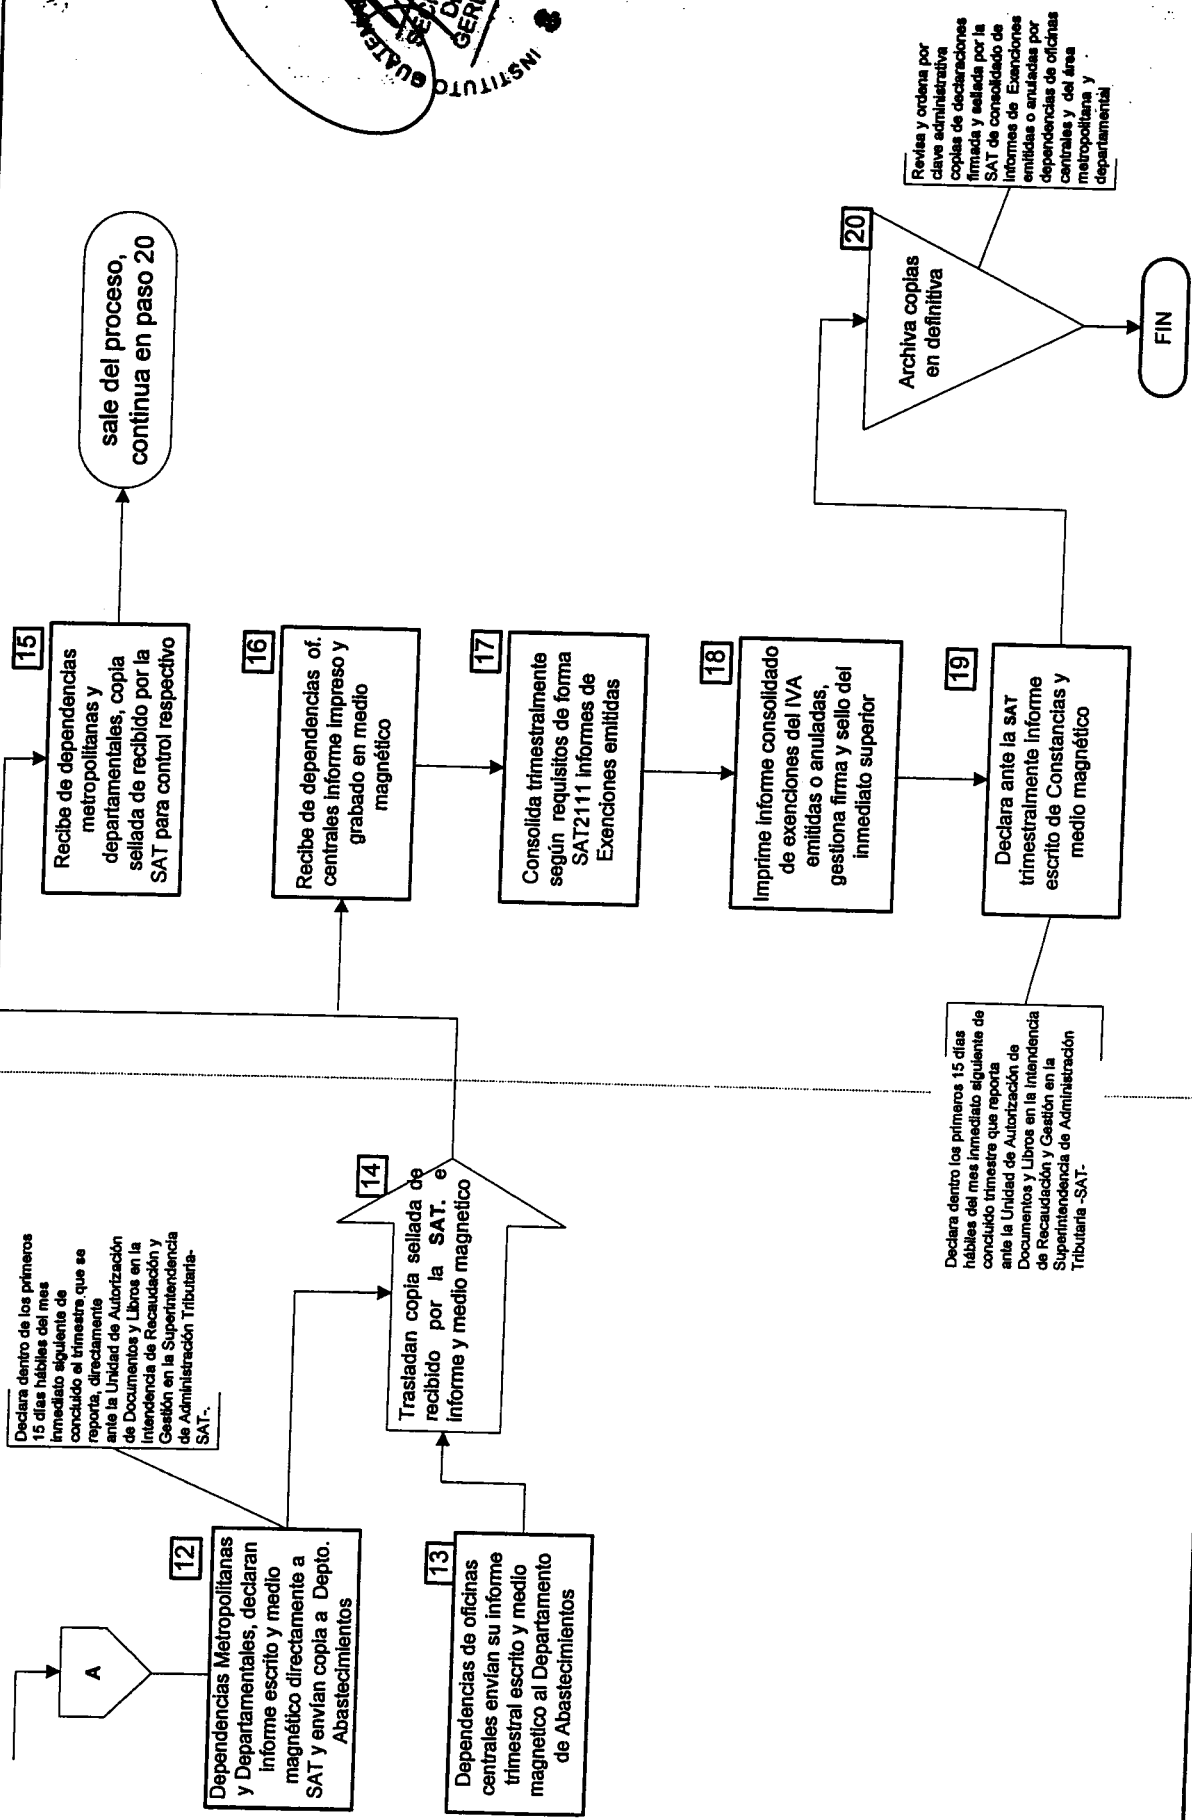 A
12
Dependencias Metropolitanas
y Departamentales, declaran
informe escrito y medio
magnético directamente a
SAT y envían copia a Depto.
Abastecimientos
Declara dentro de los primeros
15 días hábiles del mes
inmediato siguiente de
concluido el trimestre que se
reporta, directamente
ante la Unidad de Autorización
de Documentos y Libros en la
Intendencia de Recaudación y
Gestión en la Superintendencia
de Administración Tributaria-
SAT-.
13
Dependencias de oficinas
centrales envían su informe
trimestral escrito y medio
magnetico al Departamento
de Abastecimientos
14
Trasladan copia sellada de
recibido por la SAT. e
informe y medio magnetico
15
Recibe de dependencias
metropolitanas y
departamentales, copia
sellada de recibido por la
SAT para control respectivo
sale del proceso,
continua en paso 20
16
Recibe de dependencias of.
centrales informe impreso y
grabado en medio
magnético
17
Consolida trimestralmente
según requisitos de forma
SAT2111 informes de
Exenciones emitidas
18
Imprime informe consolidado
de exenciones del IVA
emitidas o anuladas,
gestiona firma y sello del
inmediato superior
19
Declara ante la SAT
trimestralmente informe
escrito de Constancias y
medio magnético
Declara dentro los primeros 15 días
hábiles del mes inmediato siguiente de
concluido trimestre que reporta
ante la Unidad de Autorización de
Documentos y Libros en la Intendencia
de Recaudación y Gestión en la
Superintendencia de Administración
Tributaria -SAT-.
20
Archiva copias
en definitiva
Revisa y ordena por
clave administrativa
copias de declaraciones
firmada y sellada por la
SAT de consolidado de
informes de Exenciones
emitidas o anuladas por
dependencias de oficinas
centrales y del área
metropolitana y
departamental
FIN
INSTITUTO